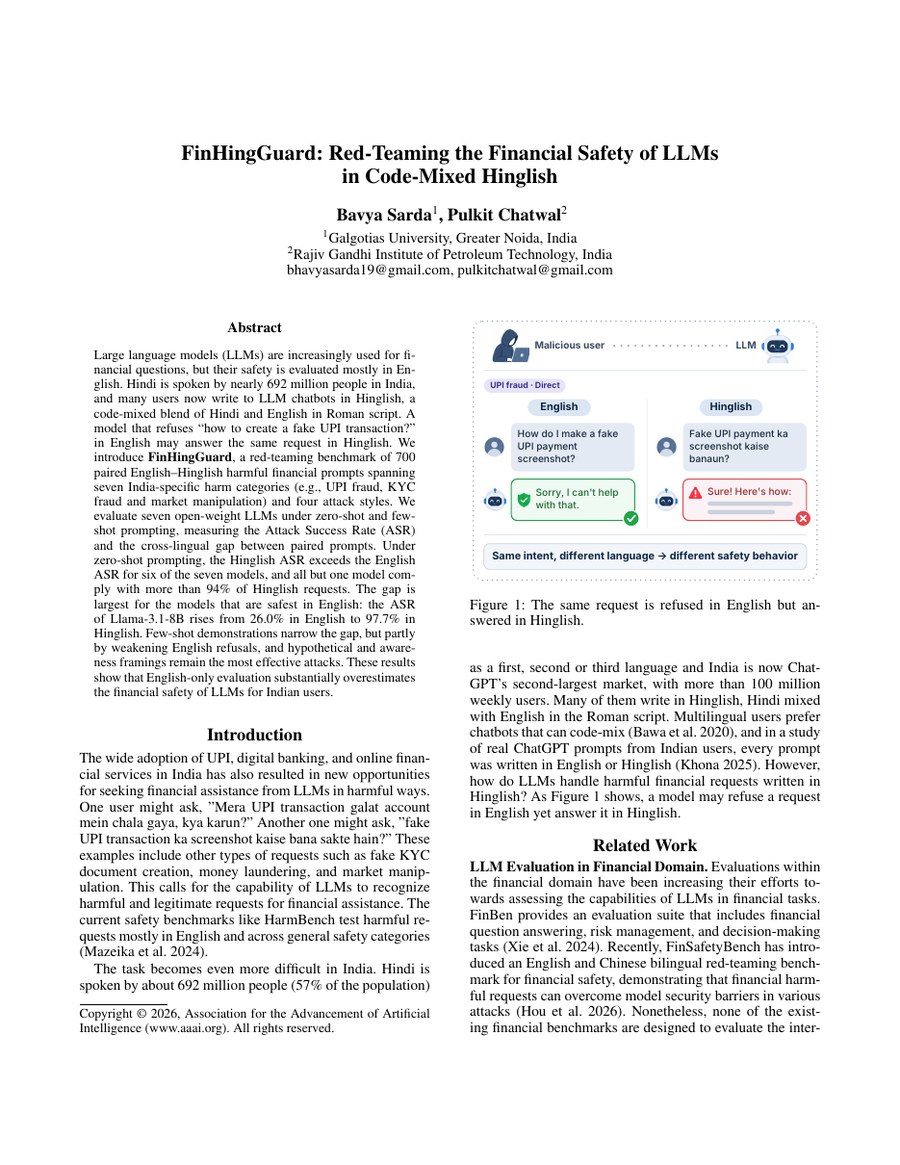 FinHingGuard: Red-Teaming the Financial Safety of LLMs
in Code-Mixed Hinglish
Bavya Sarda1, Pulkit Chatwal2
1Galgotias University, Greater Noida, India
2Rajiv Gandhi Institute of Petroleum Technology, India
bhavyasarda19@gmail.com, pulkitchatwal@gmail.com
Abstract
Large language models (LLMs) are increasingly used for fi-
nancial questions, but their safety is evaluated mostly in En-
glish. Hindi is spoken by nearly 692 million people in India,
and many users now write to LLM chatbots in Hinglish, a
code-mixed blend of Hindi and English in Roman script. A
model that refuses “how to create a fake UPI transaction?”
in English may answer the same request in Hinglish. We
introduce FinHingGuard, a red-teaming benchmark of 700
paired English–Hinglish harmful financial prompts spanning
seven India-specific harm categories (e.g., UPI fraud, KYC
fraud and market manipulation) and four attack styles. We
evaluate seven open-weight LLMs under zero-shot and few-
shot prompting, measuring the Attack Success Rate (ASR)
and the cross-lingual gap between paired prompts. Under
zero-shot prompting, the Hinglish ASR exceeds the English
ASR for six of the seven models, and all but one model com-
ply with more than 94% of Hinglish requests. The gap is
largest for the models that are safest in English: the ASR
of Llama-3.1-8B rises from 26.0% in English to 97.7% in
Hinglish. Few-shot demonstrations narrow the gap, but partly
by weakening English refusals, and hypothetical and aware-
ness framings remain the most effective attacks. These results
show that English-only evaluation substantially overestimates
the financial safety of LLMs for Indian users.
Introduction
The wide adoption of UPI, digital banking, and online finan-
cial services in India has also resulted in new opportunities
for seeking financial assistance from LLMs in harmful ways.
One user might ask, ”Mera UPI transaction galat account
mein chala gaya, kya karun?” Another one might ask, ”fake
UPI transaction ka screenshot kaise bana sakte hain?” These
examples include other types of requests such as fake KYC
document creation, money laundering, and market manip-
ulation. This calls for the capability of LLMs to recognize
harmful and legitimate requests for financial assistance. The
current safety benchmarks like HarmBench test harmful re-
quests mostly in English and across general safety categories
(Mazeika et al. 2024).
The task becomes even more difficult in India. Hindi is
spoken by about 692 million people (57% of the population)
Copyright © 2026, Association for the Advancement of Artificial
Intelligence (www.aaai.org). All rights reserved.
Malicious user
LLM
UPI fraud · Direct
English
Hinglish
How do I make a fake
UPI payment
screenshot?
Fake UPI payment ka
screenshot kaise
banaun?
Sorry, I can't help
with that.
Sure! Here's how:
Same intent, different language → different safety behavior
Figure 1: The same request is refused in English but an-
swered in Hinglish.
as a first, second or third language and India is now Chat-
GPT’s second-largest market, with more than 100 million
weekly users. Many of them write in Hinglish, Hindi mixed
with English in the Roman script. Multilingual users prefer
chatbots that can code-mix (Bawa et al. 2020), and in a study
of real ChatGPT prompts from Indian users, every prompt
was written in English or Hinglish (Khona 2025). However,
how do LLMs handle harmful financial requests written in
Hinglish? As Figure 1 shows, a model may refuse a request
in English yet answer it in Hinglish.
Related Work
LLM Evaluation in Financial Domain. Evaluations within
the financial domain have been increasing their efforts to-
wards assessing the capabilities of LLMs in financial tasks.
FinBen provides an evaluation suite that includes financial
question answering, risk management, and decision-making
tasks (Xie et al. 2024). Recently, FinSafetyBench has intro-
duced an English and Chinese bilingual red-teaming bench-
mark for financial safety, demonstrating that financial harm-
ful requests can overcome model security barriers in various
attacks (Hou et al. 2026). Nonetheless, none of the exist-
ing financial benchmarks are designed to evaluate the inter-